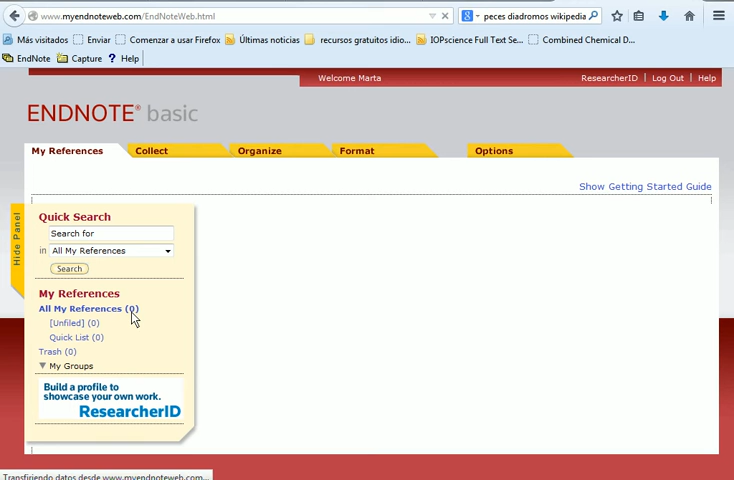 www.myendnoteweb.com/EndNoteWeb.html
peces diadromos wikipedia
Más visitados
Enviar
Comenzar a usar Firefox
Últimas noticias
recursos gratuitos idio...
IOPscience Full Text Se...
Combined Chemical D...
EndNote
Capture
? Help
Welcome Marta
ResearcherID | Log Out | Help
ENDNOTE® basic
My References
Collect
Organize
Format
Options
Show Getting Started Guide
Hide Panel
Quick Search
Search for
in All My References
Search
My References
All My References (0)
[Unfiled] (0)
Quick List (0)
Trash (0)
My Groups
Build a profile to
showcase your own work.
ResearcherID
Transfiriendo datos desde www.myendnoteweb.com...